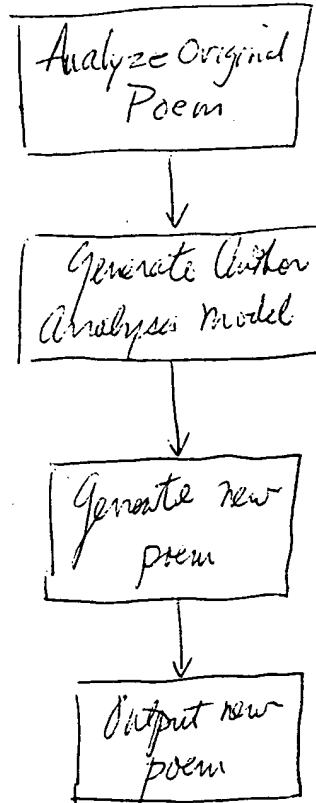 Analyze Original
Poem
Generate Author
Analysis Model
Generate new
poem
Output new
poem